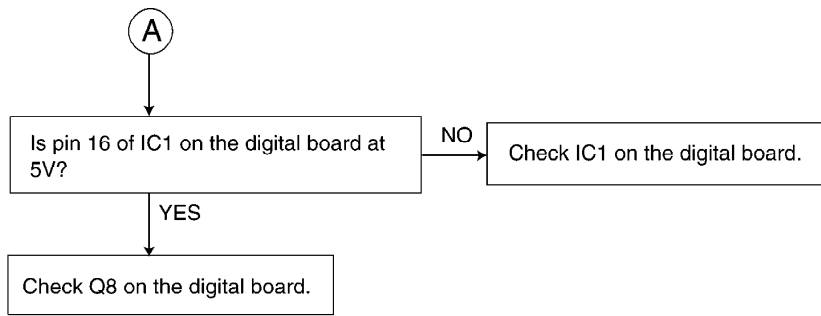 A
Is pin 16 of IC1 on the digital board at
5V?
NO
Check IC1 on the digital board.
YES
Check Q8 on the digital board.